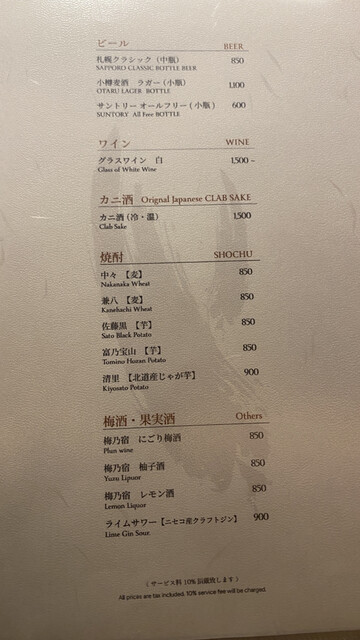 ビール BEER
札幌クラシック（中瓶） 850
SAPPORO CLASSIC BOTTLE BEER
小樽麦酒 ラガー（小瓶） 1,100
OTARU LAGER BOTTLE
サントリー オールフリー（小瓶） 600
SUNTORY All Free BOTTLE
ワイン WINE
グラスワイン 白 1,500 ~
Glass of White Wine
カニ酒 Orignal Japanese CLAB SAKE
カニ酒（冷・温） 1,500
Clab Sake
焼酎 SHOCHU
中々 【麦】 850
Nakanaka Wheat
兼八 【麦】 850
Kanehachi Wheat
佐藤黒 【芋】 850
Sato Black Potato
富乃宝山 【芋】 850
Tomino Hozan Potato
清里 【北道産じゃが芋】 900
Kiyosato Potato
梅酒・果実酒 Others
梅乃宿 にごり梅酒 850
Plun wine
梅乃宿 柚子酒 850
Yuzu Liquor
梅乃宿 レモン酒 850
Lemon Liquor
ライムサワー【ニセコ産クラフトジン】 900
Lime Gin Sour
（サービス料10%頂戴致します）
All prices are tax included. 10% service fee will be charged.